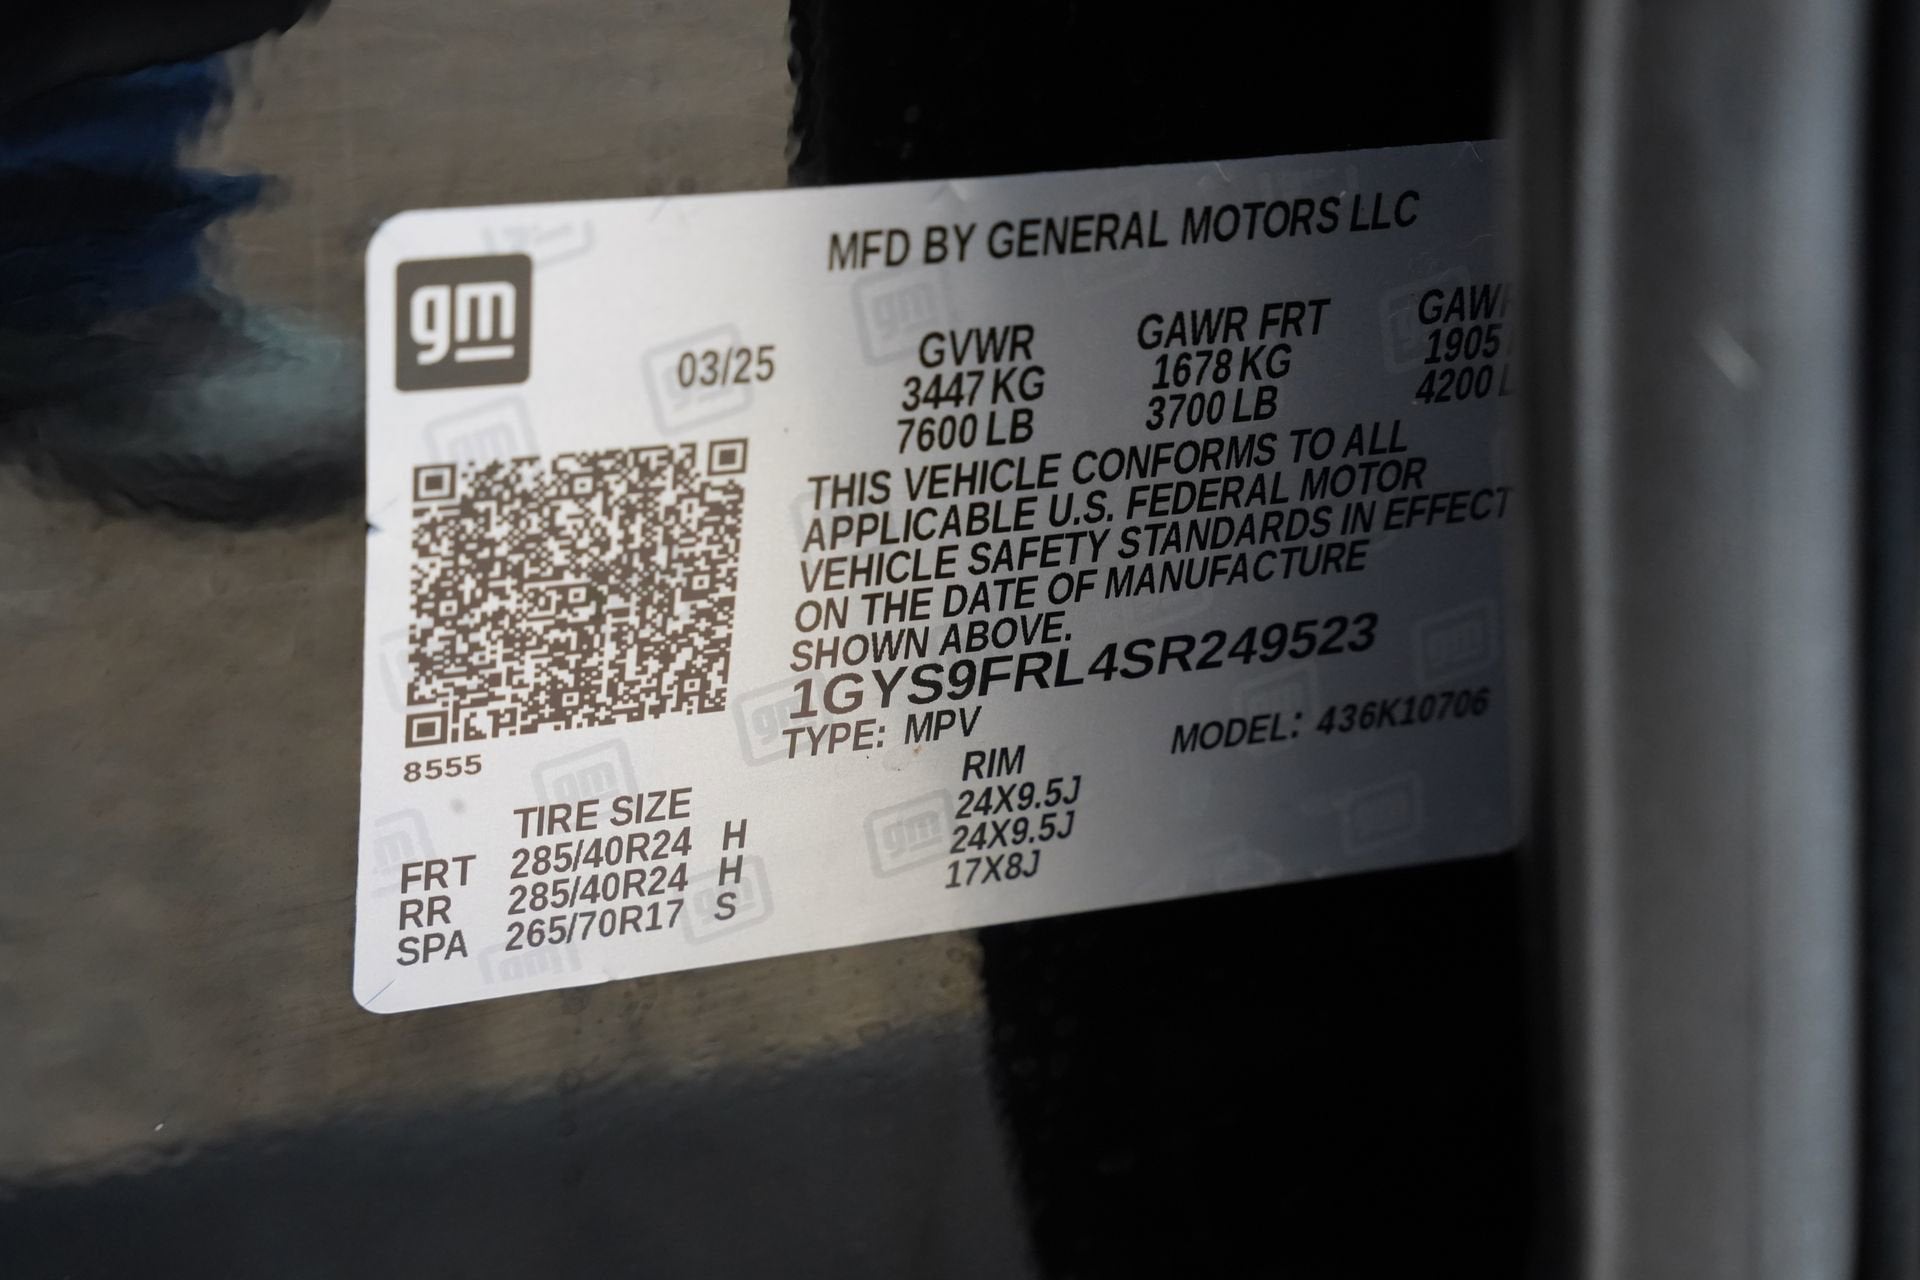 gm
MFD BY GENERAL MOTORS LLC
03/25
GVWR GAWR FRT
3447 KG 1678 KG 1905
7600 LB 3700 LB 4200
THIS VEHICLE CONFORMS TO ALL
APPLICABLE U.S. FEDERAL MOTOR
VEHICLE SAFETY STANDARDS IN EFFECT
ON THE DATE OF MANUFACTURE
SHOWN ABOVE.
1GYS9FRL4SR249523
TYPE: MPV MODEL: 436K10706
8555
TIRE SIZE RIM
FRT 285/40R24 H 24X9.5J
RR 285/40R24 H 24X9.5J
SPA 265/70R17 S 17X8J